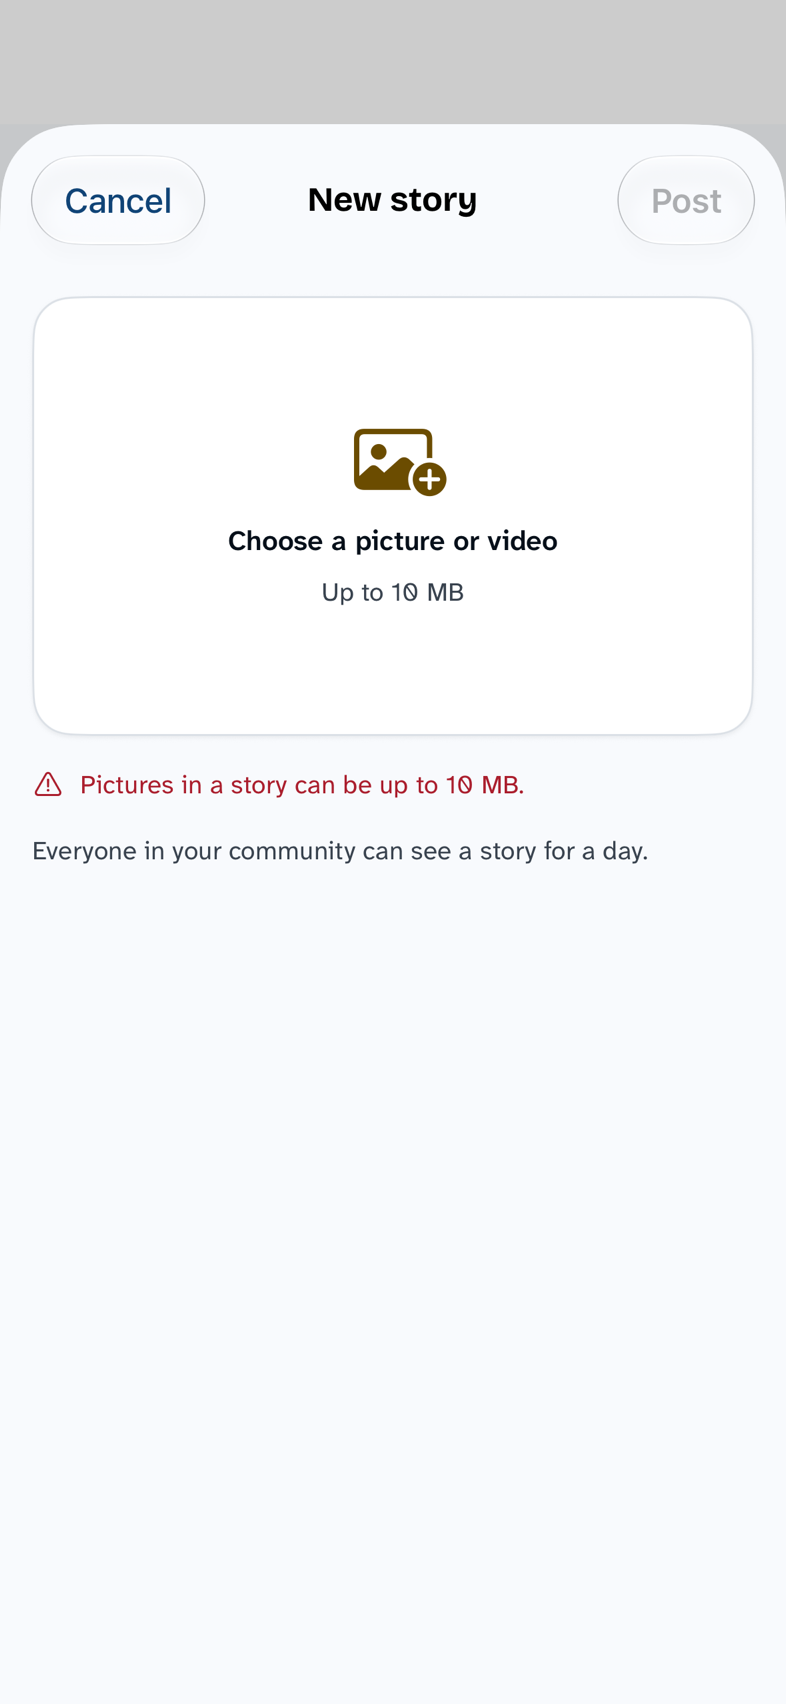 Cancel
New story
Post
Choose a picture or video
Up to 10 MB
Pictures in a story can be up to 10 MB.
Everyone in your community can see a story for a day.